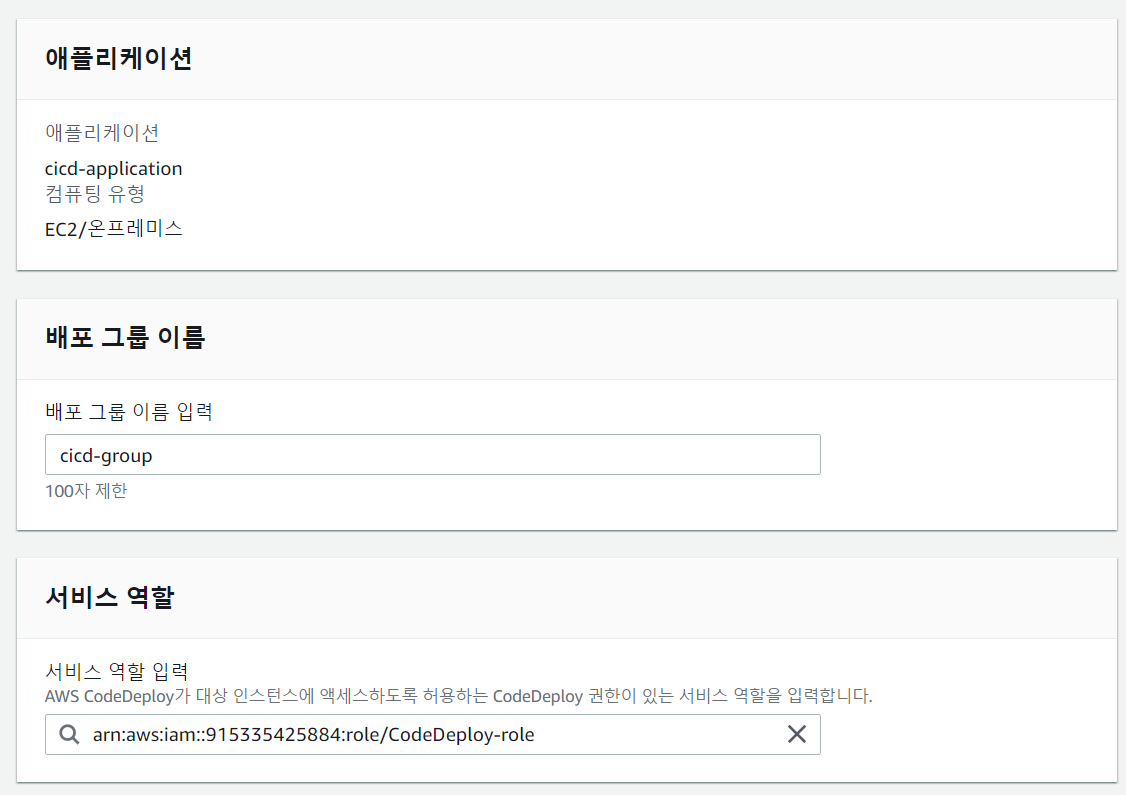 애플리케이션
애플리케이션
cicd-application
컴퓨팅 유형
EC2/온프레미스
배포 그룹 이름
배포 그룹 이름 입력
cicd-group
100자 제한
서비스 역할
서비스 역할 입력
AWS CodeDeploy가 대상 인스턴스에 액세스하도록 허용하는 CodeDeploy 권한이 있는 서비스 역할을 입력합니다.
arn:aws:iam::915335425884:role/CodeDeploy-role